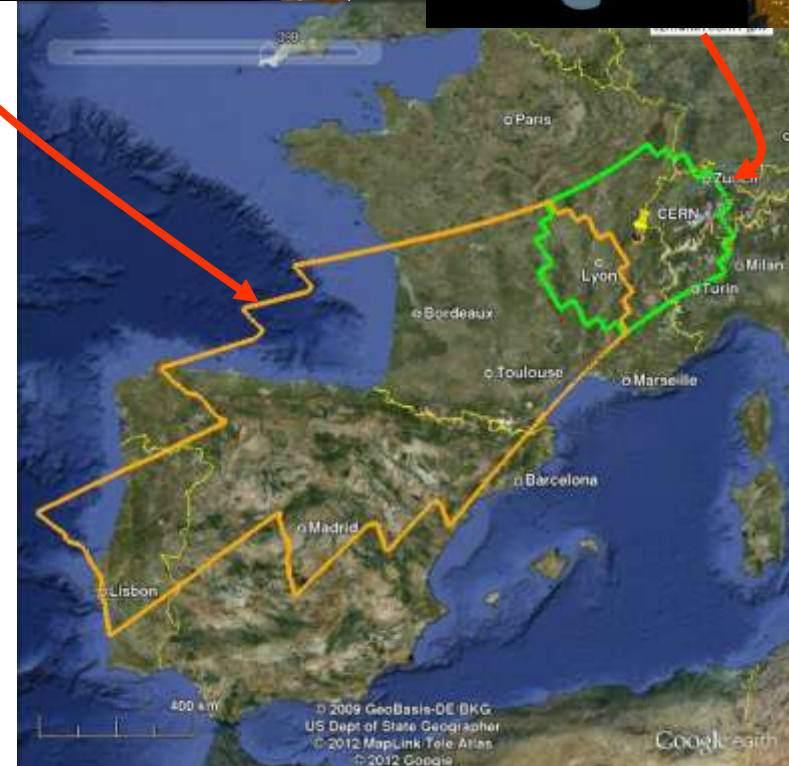 39
Paris
Zurich
CERN
Lyon
Milan
Turin
Bordeaux
Toulouse
Marseille
Barcelona
Madrid
Lisbon
400 km
© 2009 GeoBasis-DE/BKG
US Dept of State Geographer
© 2012 MapLink/Tele Atlas
© 2012 Google
Google earth